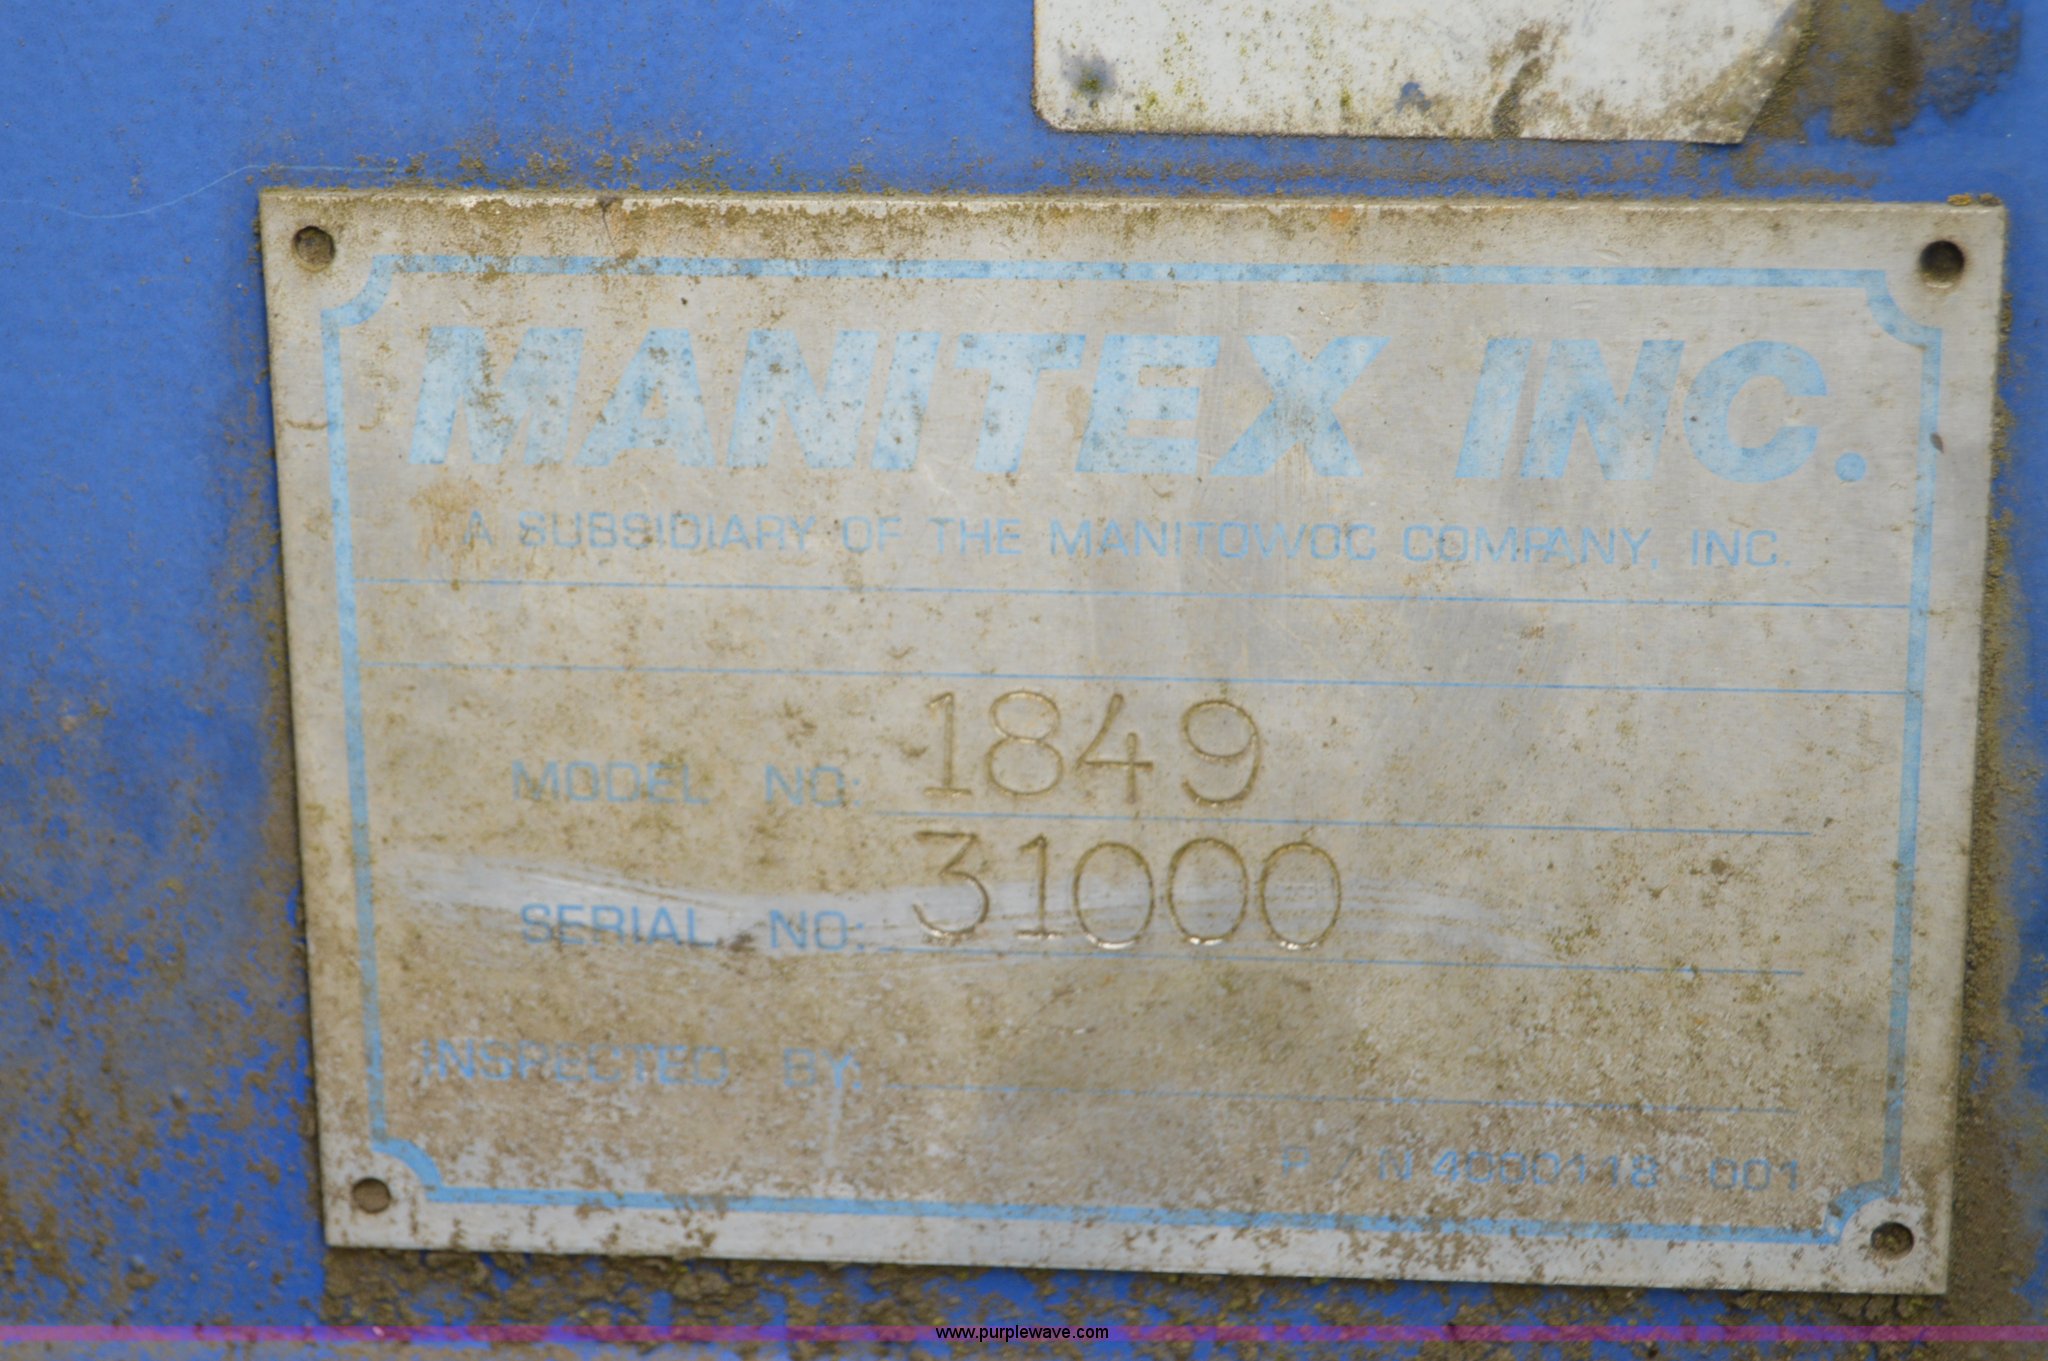 MANITEX INC.
A SUBSIDIARY OF THE MANITOWOC COMPANY, INC.
MODEL NO: 1849
SERIAL NO: 31000
INSPECTED BY:
P / N 4000118-001
www.purplewave.com